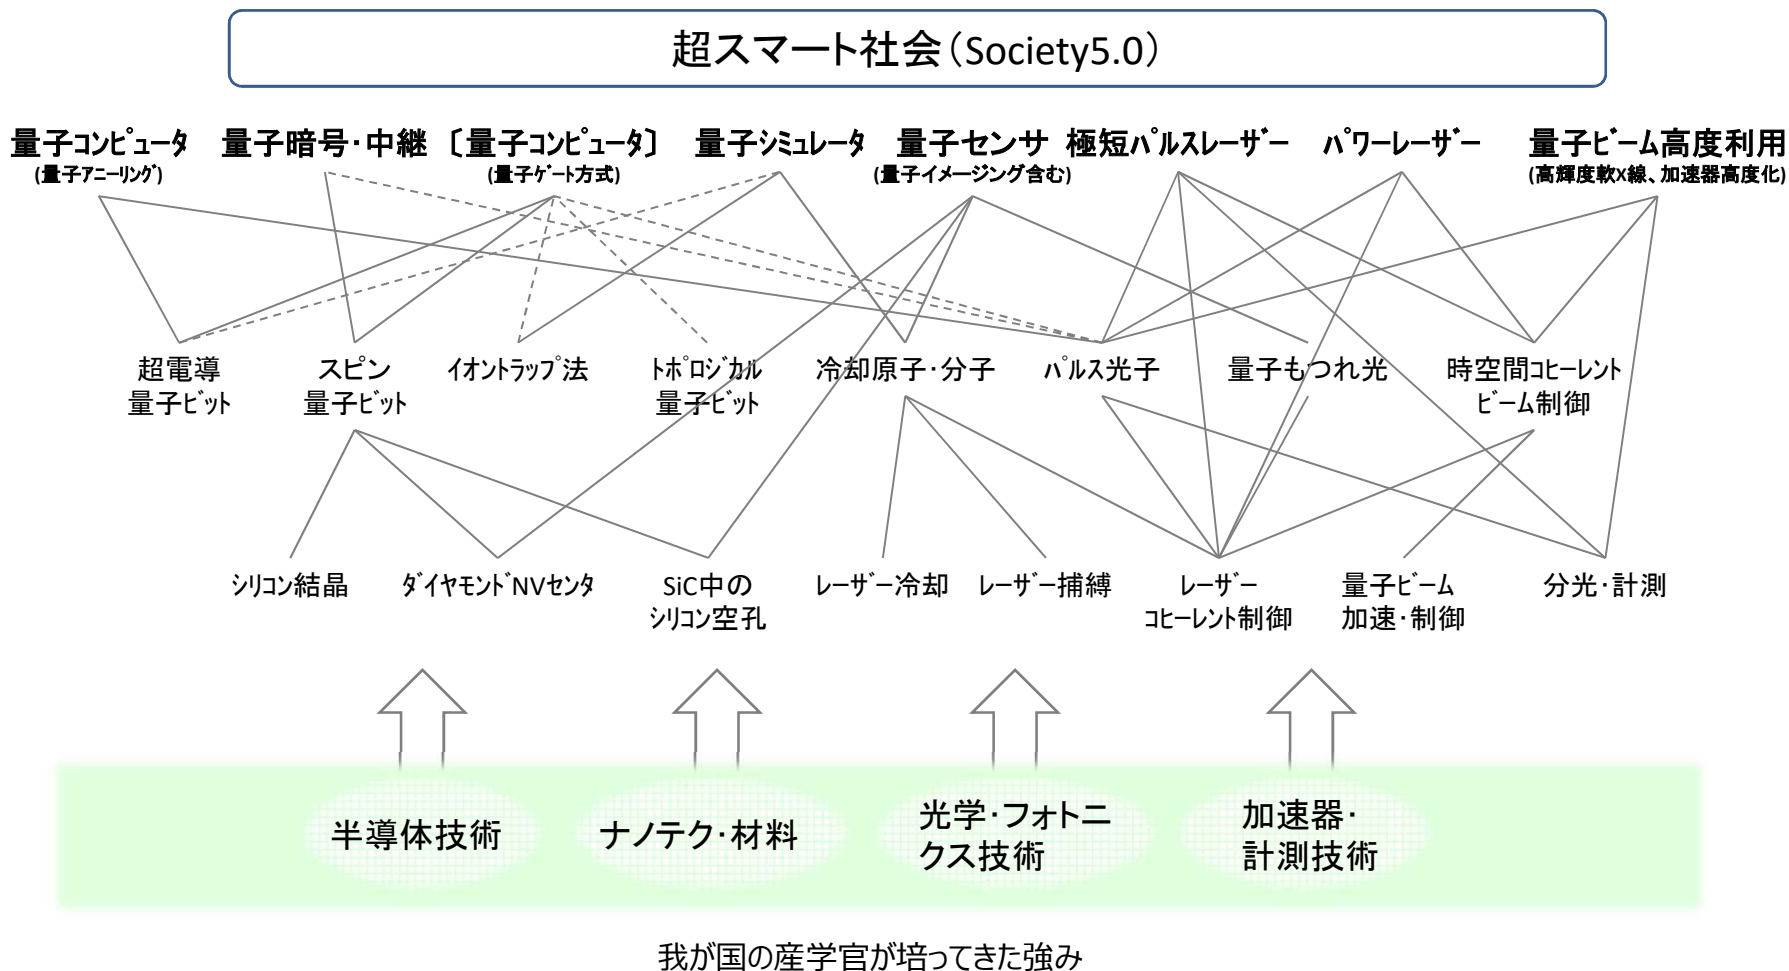 超スマート社会（Society5.0）
量子ｺﾝﾋﾟｭｰﾀ 量子暗号・中継 〔量子ｺﾝﾋﾟｭｰﾀ〕 量子ｼﾐｭﾚｰﾀ 量子センサ 極短ﾊﾟﾙｽﾚｰｻﾞｰ ﾊﾟﾜｰﾚｰｻﾞｰ 量子ﾋﾞｰﾑ高度利用
(量子ｱﾆｰﾘﾝｸﾞ) (量子ｹﾞｰﾄ方式) (量子イメージング含む) (高輝度軟X線、加速器高度化)
超電導 スピン ｲｵﾝﾄﾗｯﾌﾟ法 ﾄﾎﾟﾛｼﾞｶﾙ 冷却原子・分子 ﾊﾟﾙｽ光子 量子もつれ光 時空間ｺﾋｰﾚﾝﾄ
量子ﾋﾞｯﾄ 量子ﾋﾞｯﾄ 量子ﾋﾞｯﾄ ﾋﾞｰﾑ制御
ｼﾘｺﾝ結晶 ﾀﾞｲﾔﾓﾝﾄﾞNVｾﾝﾀ SiC中の ﾚｰｻﾞｰ冷却 ﾚｰｻﾞｰ捕縛 ﾚｰｻﾞｰ 量子ﾋﾞｰﾑ 分光・計測
ｼﾘｺﾝ空孔 ｺﾋｰﾚﾝﾄ制御 加速・制御
半導体技術 ナノテク・材料 光学・フォトニ 加速器・
クス技術 計測技術
我が国の産学官が培ってきた強み